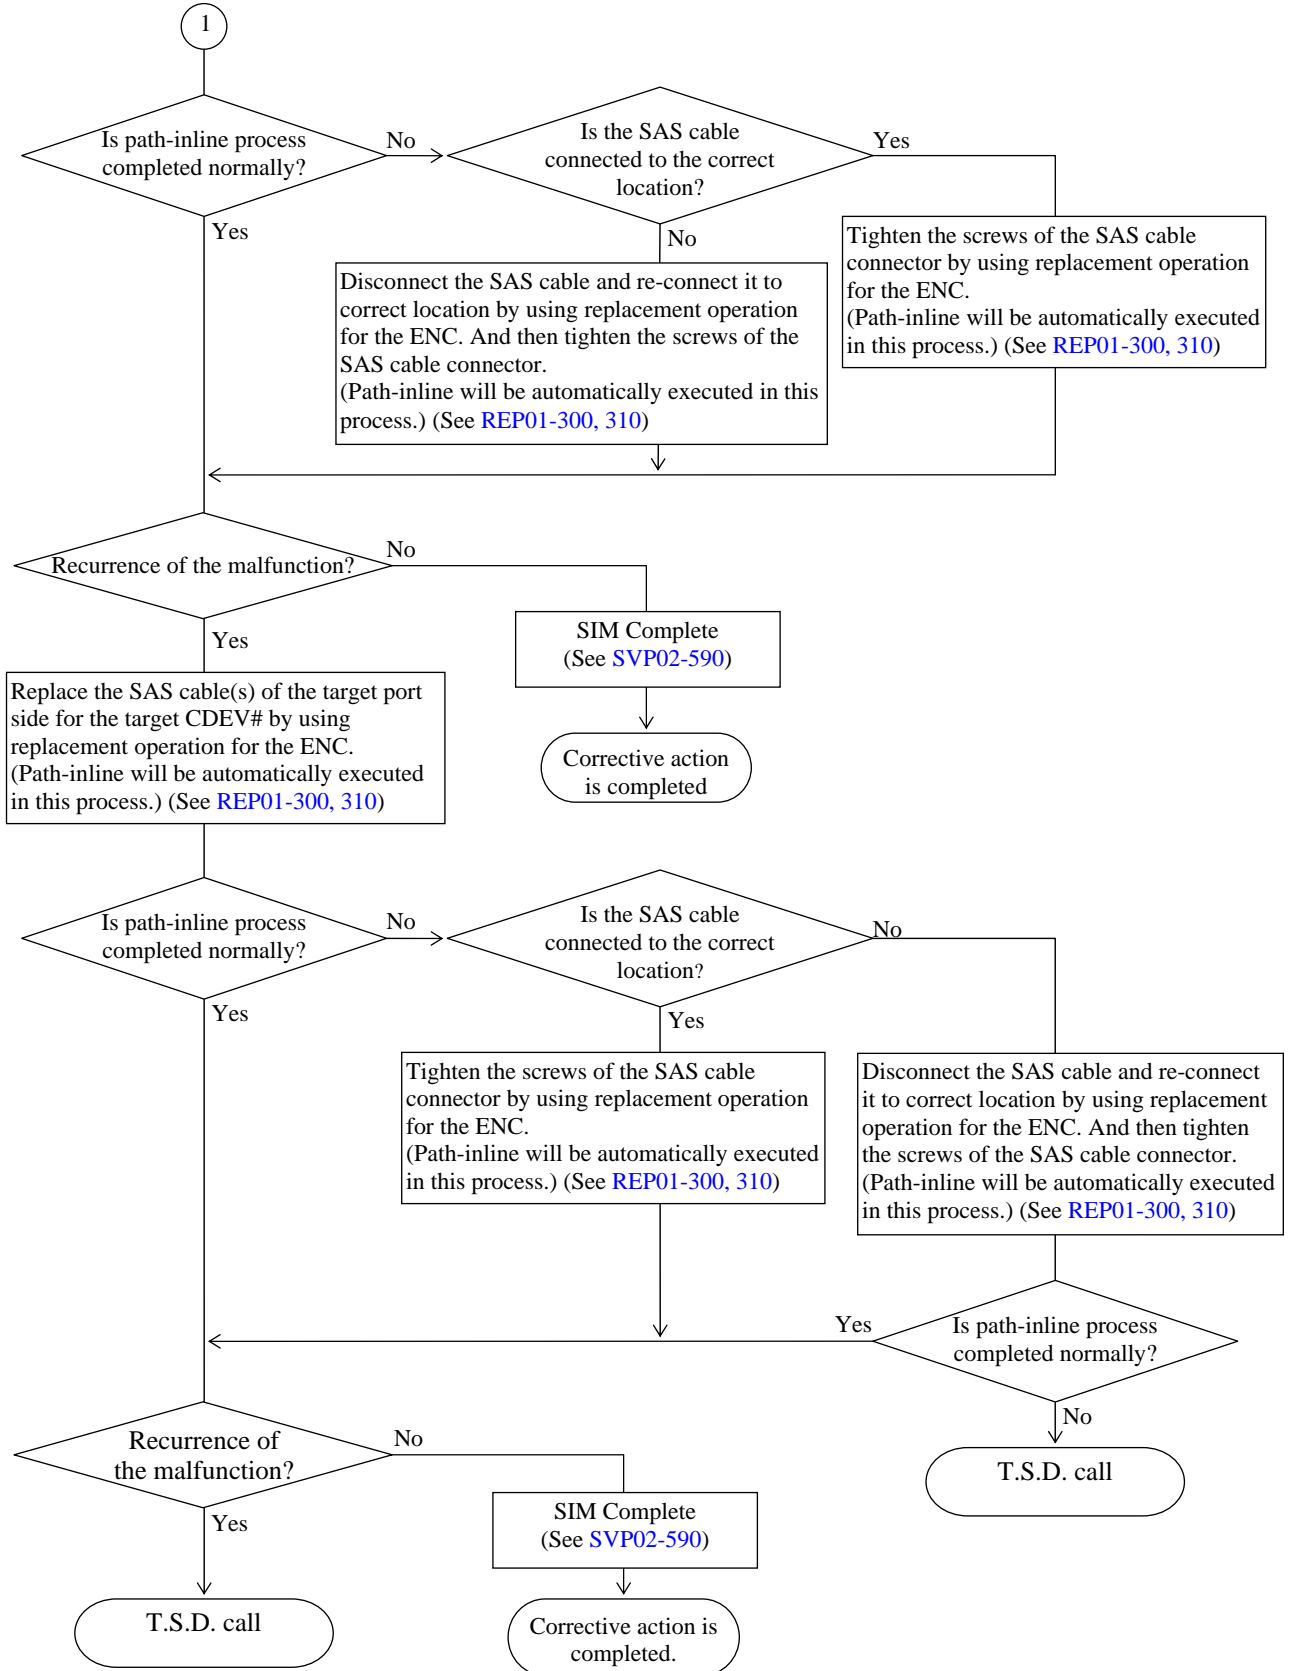 1
Is path-inline process
completed normally?
No
Is the SAS cable
connected to the correct
location?
Yes
Yes
No
Tighten the screws of the SAS cable
connector by using replacement operation
for the ENC.
(Path-inline will be automatically executed
in this process.) (See REP01-300, 310)
Disconnect the SAS cable and re-connect it to
correct location by using replacement operation
for the ENC. And then tighten the screws of the
SAS cable connector.
(Path-inline will be automatically executed in this
process.) (See REP01-300, 310)
Recurrence of the malfunction?
No
Yes
SIM Complete
(See SVP02-590)
Corrective action
is completed
Replace the SAS cable(s) of the target port
side for the target CDEV# by using
replacement operation for the ENC.
(Path-inline will be automatically executed
in this process.) (See REP01-300, 310)
Is path-inline process
completed normally?
No
Is the SAS cable
connected to the correct
location?
No
Yes
Yes
Tighten the screws of the SAS cable
connector by using replacement operation
for the ENC.
(Path-inline will be automatically executed
in this process.) (See REP01-300, 310)
Disconnect the SAS cable and re-connect
it to correct location by using replacement
operation for the ENC. And then tighten
the screws of the SAS cable connector.
(Path-inline will be automatically executed
in this process.) (See REP01-300, 310)
Yes
Is path-inline process
completed normally?
No
T.S.D. call
Recurrence of
the malfunction?
No
Yes
SIM Complete
(See SVP02-590)
T.S.D. call
Corrective action is
completed.